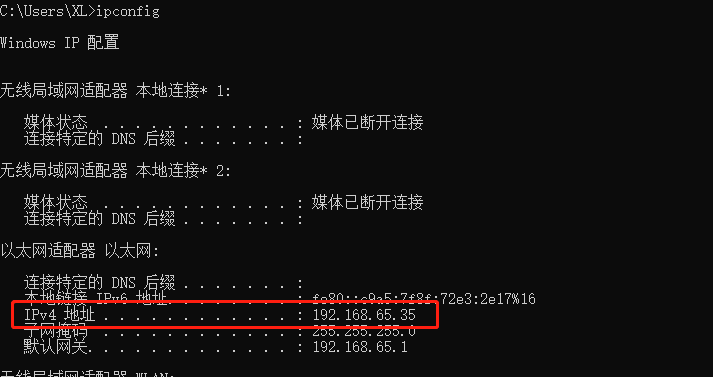 C:\Users\XL>ipconfig
Windows IP 配置
无线局域网适配器 本地连接* 1:
媒体状态 . . . . . . . . . . . . : 媒体已断开连接
连接特定的 DNS 后缀 . . . . . . . :
无线局域网适配器 本地连接* 2:
媒体状态 . . . . . . . . . . . . : 媒体已断开连接
连接特定的 DNS 后缀 . . . . . . . :
以太网适配器 以太网:
连接特定的 DNS 后缀 . . . . . . . :
本地链接 IPv6 地址. . . . . . . . : fe80::c9a5:7f8f:72e3:2e17%16
IPv4 地址 . . . . . . . . . . . . : 192.168.65.35
子网掩码 . . . . . . . . . . . . : 255.255.255.0
默认网关. . . . . . . . . . . . . : 192.168.65.1
无线局域网适配器 WLAN: